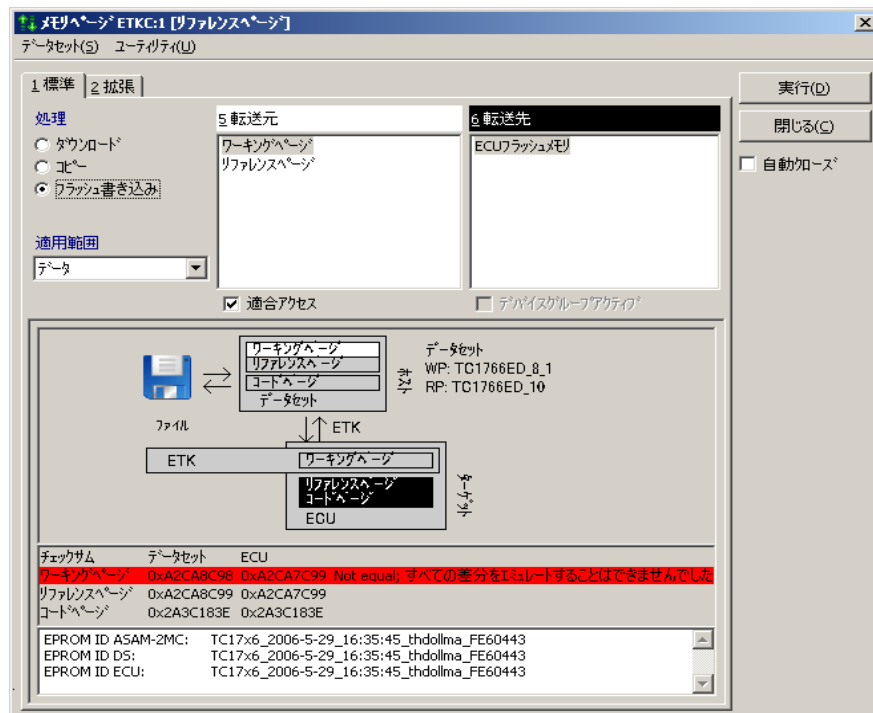 メモリページ ETKC:1 [リファレンスページ]
データセット(S) ユーティリティ(U)
1 標準 2 拡張
処理
ダウンロード
コピー
フラッシュ書き込み
適用範囲
データ
5 転送元
ワーキングページ
リファレンスページ
適合アクセス
6 転送先
ECUフラッシュメモリ
デバイスグループアクティブ
実行(D)
閉じる(C)
自動クローズ
ファイル
ワーキングページ
リファレンスページ
コードページ
データセット
ホスト
データセット
WP: TC1766ED_8_1
RP: TC1766ED_10
ETK
ETK
ワーキングページ
リファレンスページ
コードページ
ECU
ターゲット
チェックサム データセット ECU
ワーキングページ 0xA2CA8C98 0xA2CA7C99 Not equal; すべての差分をエミュレートすることはできませんでした
リファレンスページ 0xA2CA8C99 0xA2CA7C99
コードページ 0x2A3C183E 0x2A3C183E
EPROM ID ASAM-2MC: TC17x6_2006-5-29_16:35:45_thdollma_FE60443
EPROM ID DS: TC17x6_2006-5-29_16:35:45_thdollma_FE60443
EPROM ID ECU: TC17x6_2006-5-29_16:35:45_thdollma_FE60443